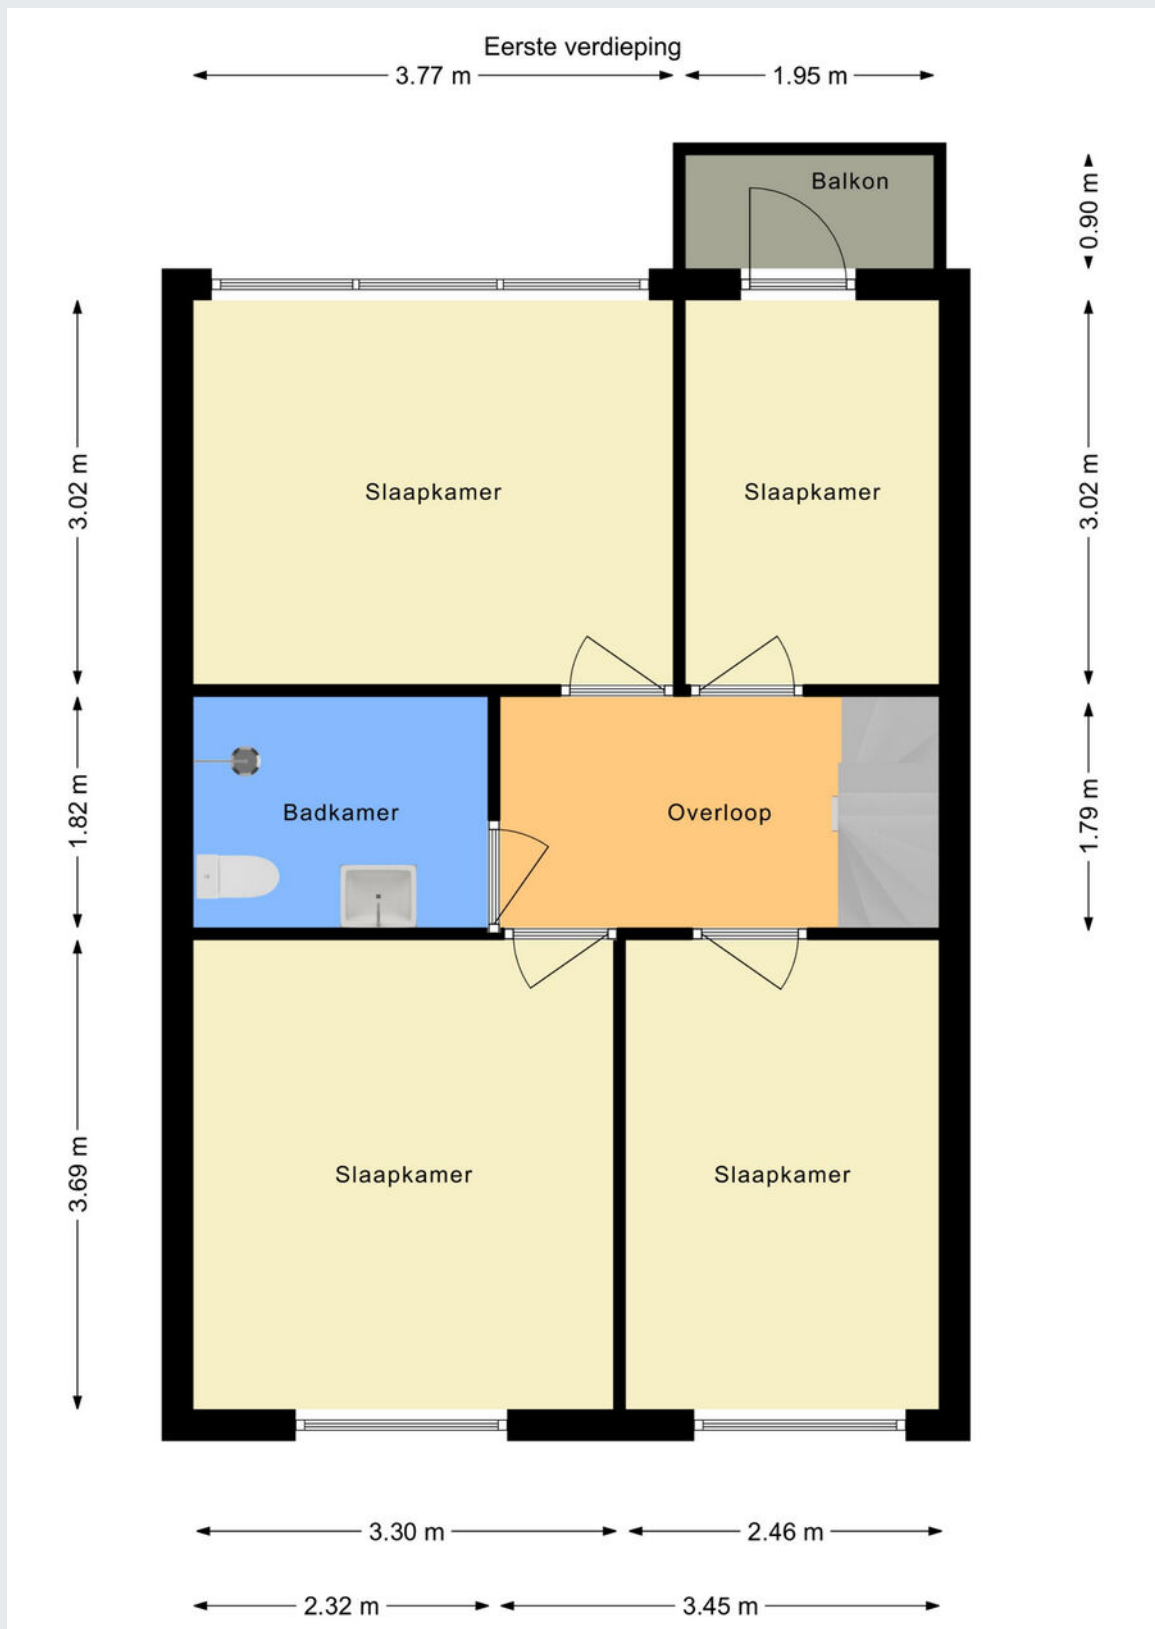 Eerste verdieping
3.77 m
1.95 m
Balkon
0.90 m
3.02 m
Slaapkamer
Slaapkamer
3.02 m
1.82 m
Badkamer
Overloop
1.79 m
3.69 m
Slaapkamer
Slaapkamer
3.30 m
2.46 m
2.32 m
3.45 m